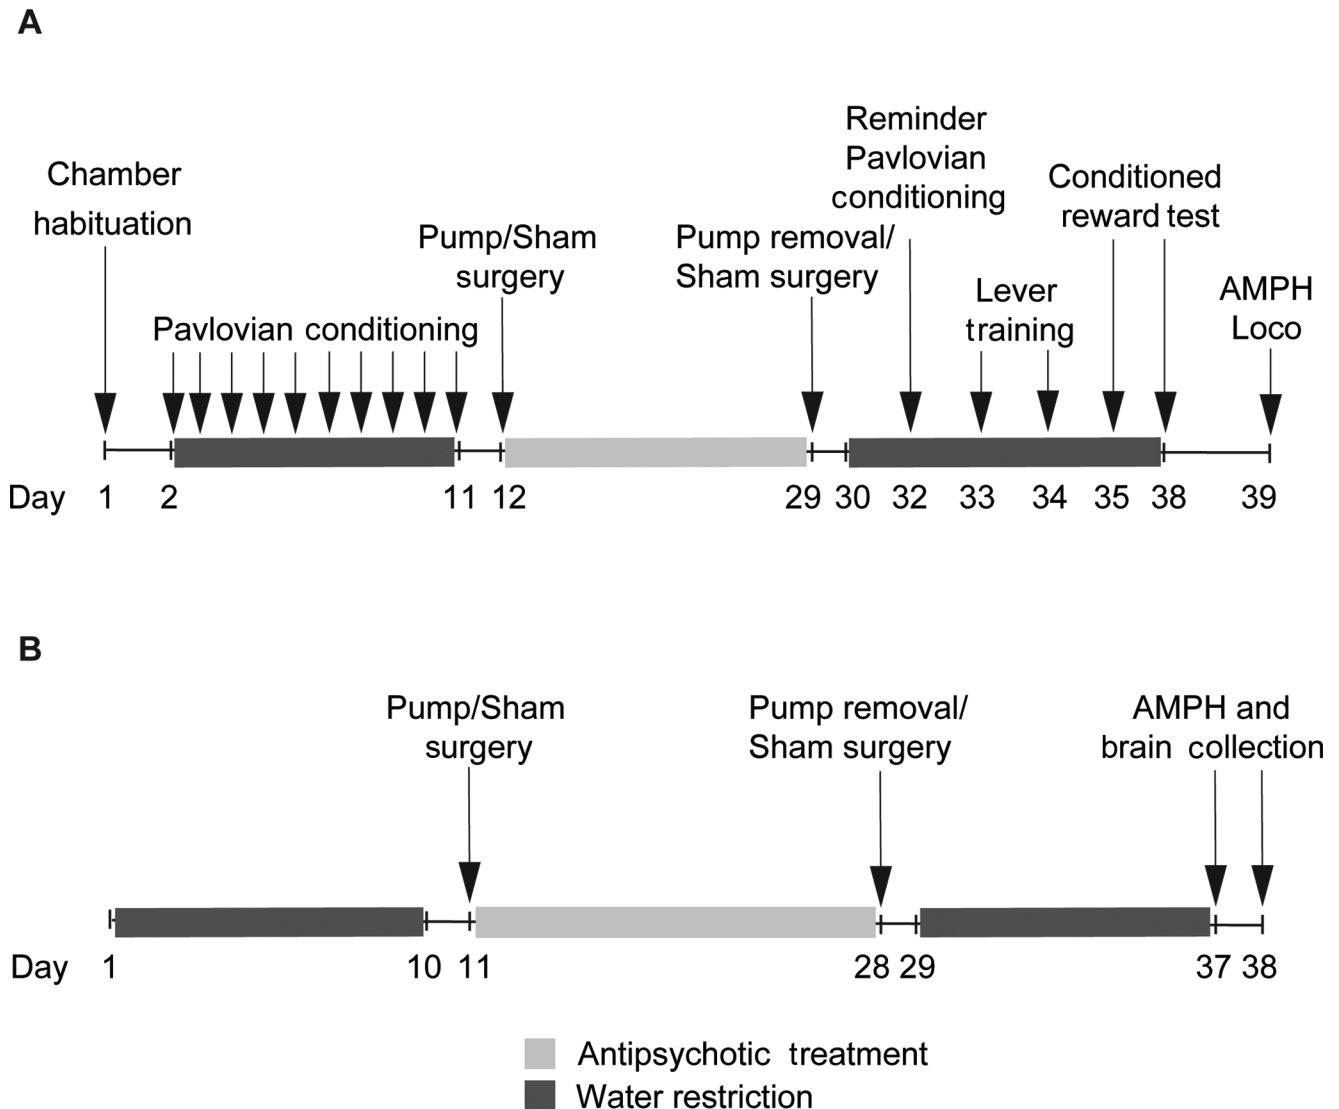 A
Chamber
habituation
Pavlovian conditioning
Pump/Sham
surgery
Pump removal/
Sham surgery
Reminder
Pavlovian
conditioning
Lever
training
Conditioned
reward test
AMPH
Loco
Day 1 2 11 12 29 30 32 33 34 35 38 39
B
Pump/Sham
surgery
Pump removal/
Sham surgery
AMPH and
brain collection
Day 1 10 11 28 29 37 38
Antipsychotic treatment
Water restriction